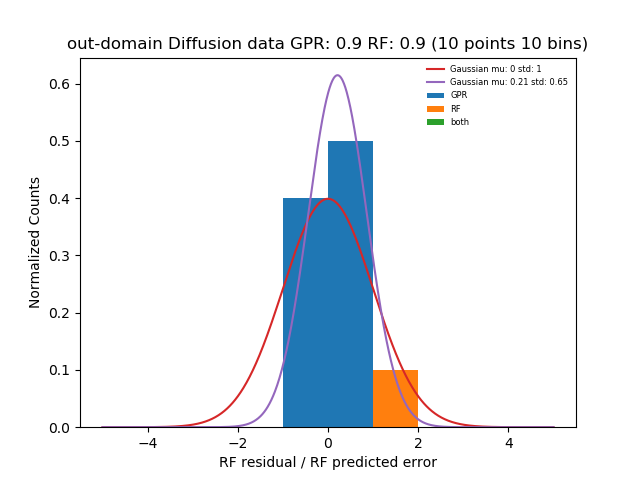 out-domain Diffusion data GPR: 0.9 RF: 0.9 (10 points 10 bins)
Gaussian mu: 0 std: 1
Gaussian mu: 0.21 std: 0.65
GPR
RF
both
Normalized Counts
0.6
0.5
0.4
0.3
0.2
0.1
0.0
−4 −2 0 2 4
RF residual / RF predicted error